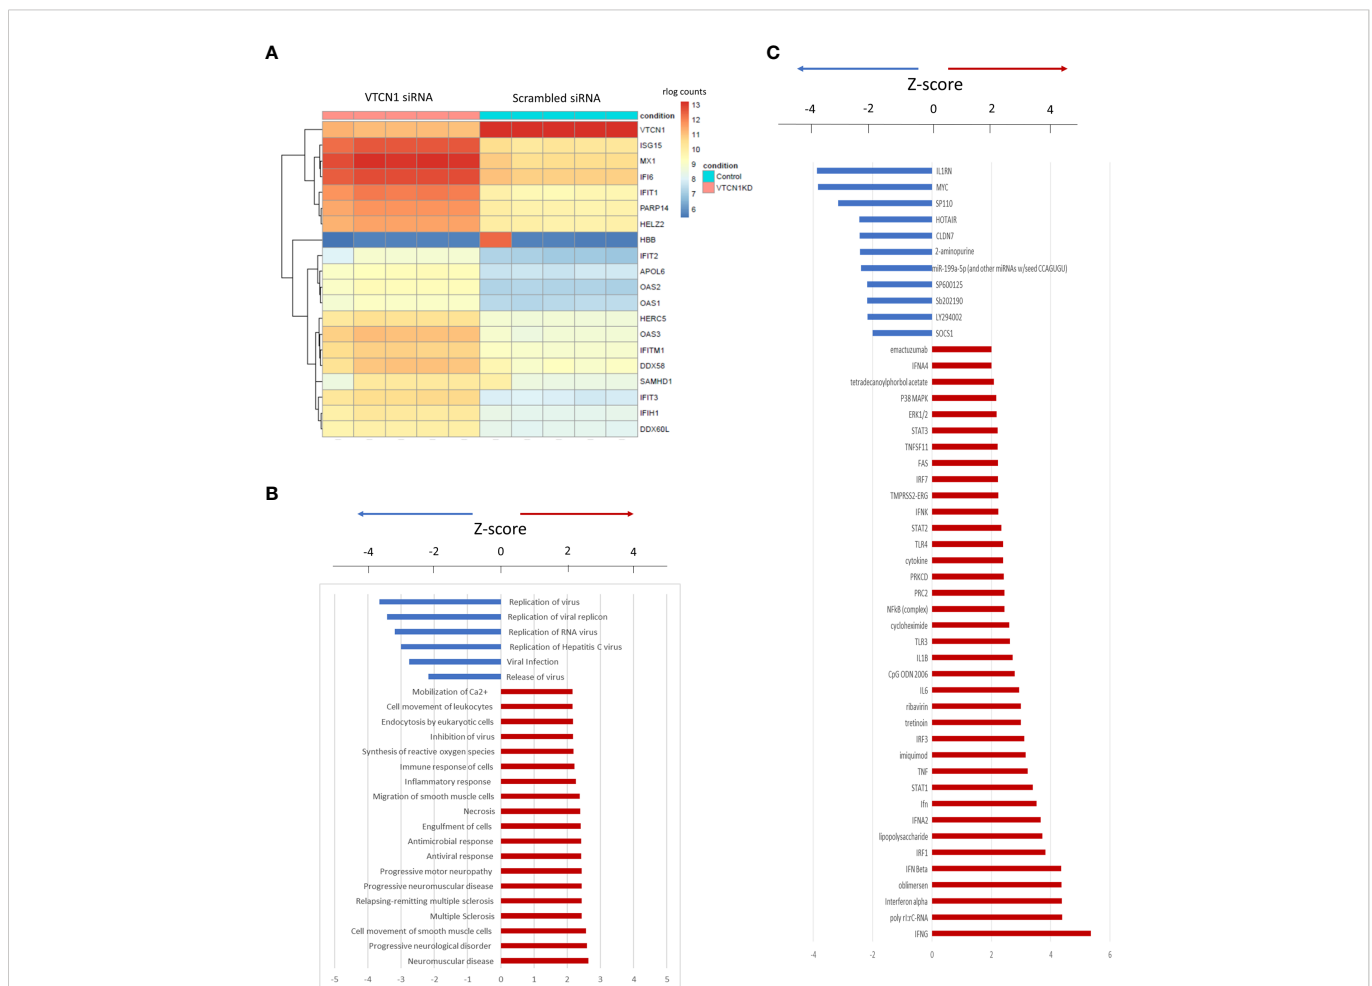 A
VTCN1 siRNA
Scrambled siRNA
rlog counts
13
12
11
10
9
8
7
6
condition
condition
Control
VTCN1KD
VTCN1
ISG15
MX1
IFI6
IFIT1
PARP14
HELZ2
HBB
IFIT2
APOL6
OAS2
OAS1
HERC5
OAS3
IFITM1
DDX58
SAMHD1
IFIT3
IFIH1
DDX60L
B
Z-score
-4 -2 0 2 4
Replication of virus
Replication of viral replicon
Replication of RNA virus
Replication of Hepatitis C virus
Viral Infection
Release of virus
Mobilization of Ca2+
Cell movement of leukocytes
Endocytosis by eukaryotic cells
Inhibition of virus
Synthesis of reactive oxygen species
Immune response of cells
Inflammatory response
Migration of smooth muscle cells
Necrosis
Engulfment of cells
Antimicrobial response
Antiviral response
Progressive motor neuropathy
Progressive neuromuscular disease
Relapsing-remitting multiple sclerosis
Multiple Sclerosis
Cell movement of smooth muscle cells
Progressive neurological disorder
Neuromuscular disease
-5 -4 -3 -2 -1 0 1 2 3 4 5
C
Z-score
-4 -2 0 2 4
IL1RN
MYC
SP110
HOTAIR
CLDN7
2-aminopurine
miR-199a-5p (and other miRNAs w/seed CCAGUGU)
SP600125
Sb202190
LY294002
SOCS1
emactuzumab
IFNA4
tetradecanoylphorbol acetate
P38 MAPK
ERK1/2
STAT3
TNFSF11
FAS
IRF7
TMPRSS2-ERG
IFNK
STAT2
TLR4
cytokine
PRKCD
PRC2
NFkB (complex)
cycloheximide
TLR3
IL1B
CpG ODN 2006
IL6
ribavirin
tretinoin
IRF3
imiquimod
TNF
STAT1
Ifn
IFNA2
lipopolysaccharide
IRF1
IFN Beta
oblimersen
Interferon alpha
poly rI:rC-RNA
IFNG
-4 -2 0 2 4 6